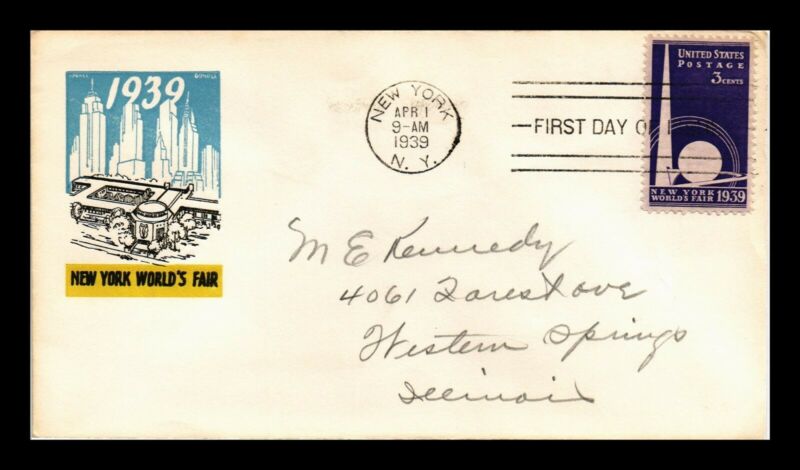 1939
NEW YORK WORLD'S FAIR
NEW YORK
APR 1
9-AM
1939
N. Y.
FIRST DAY OF
UNITED STATES
POSTAGE
3 CENTS
NEW YORK
WORLD'S FAIR 1939
M E Kennedy
4061 Forest ave
Western Springs
Illinois